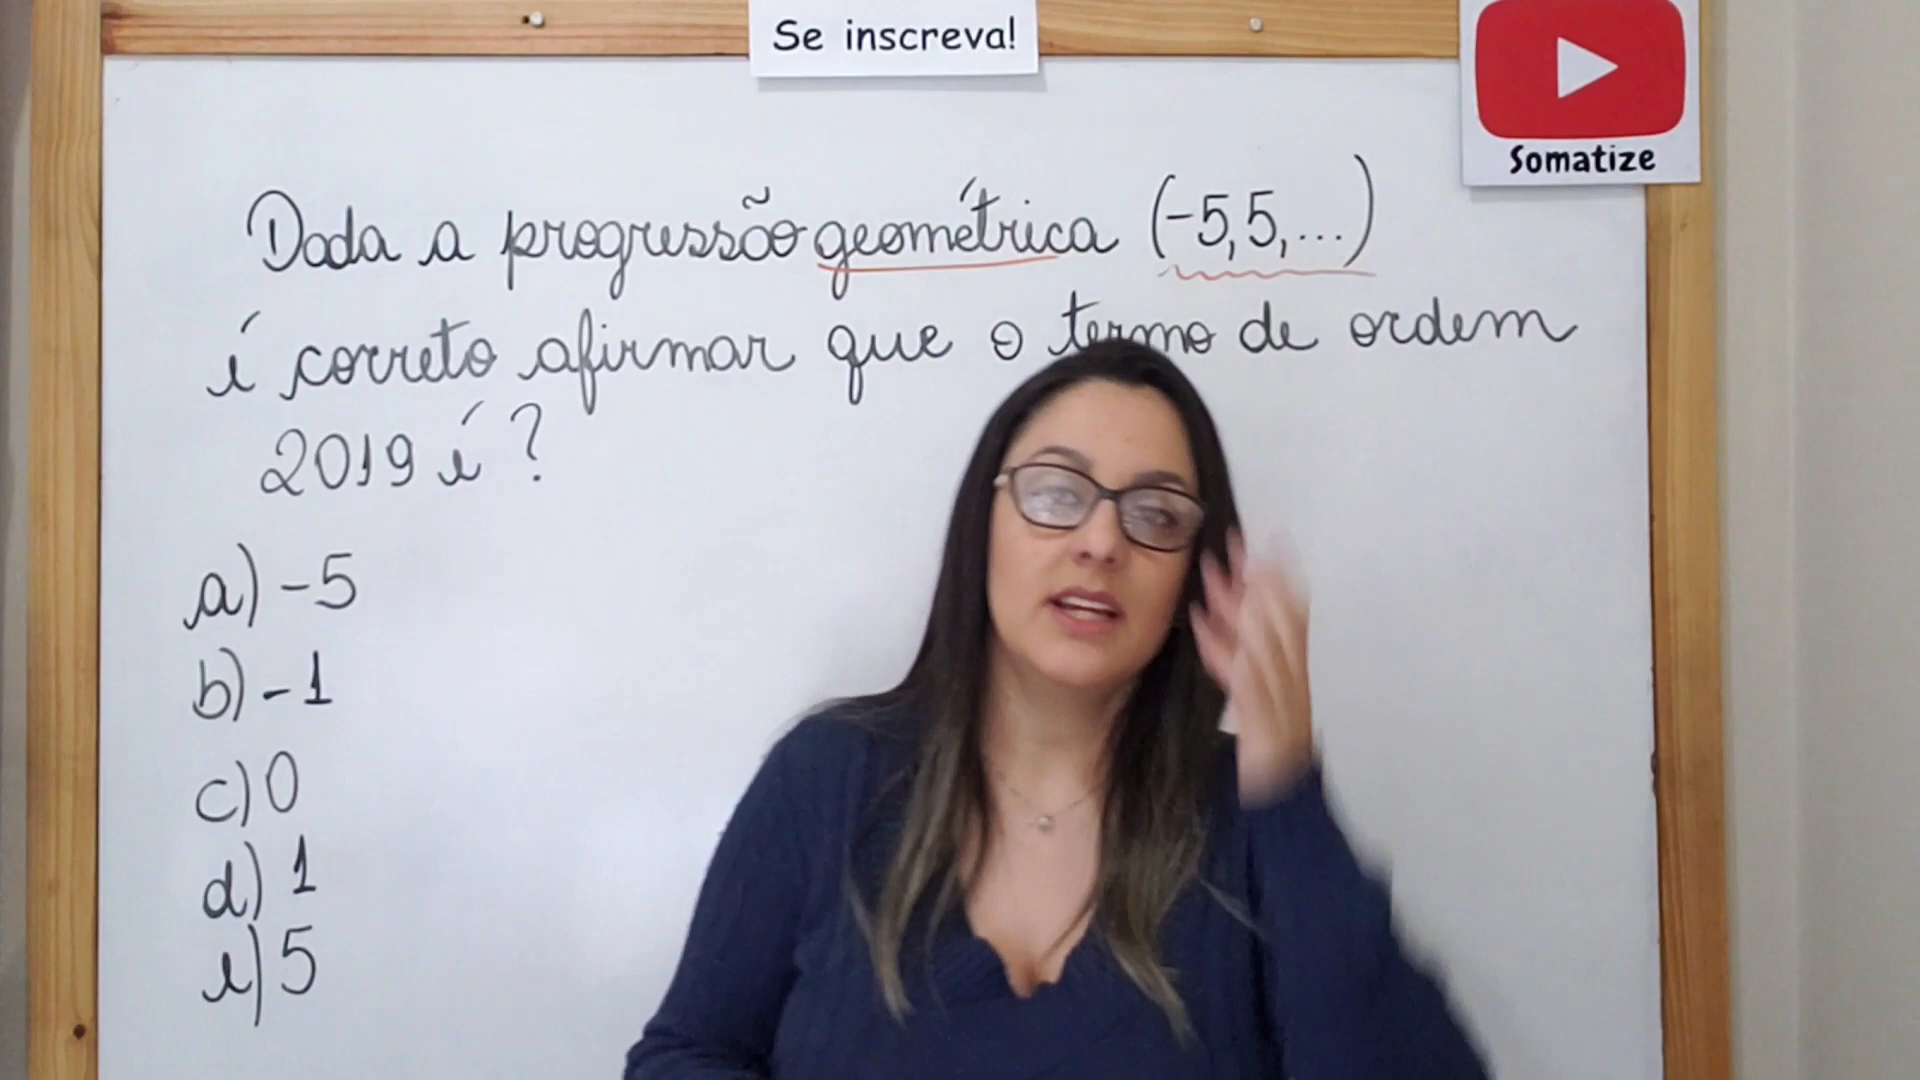 Se inscreva!
Somatize
Dada a progressão geométrica (-5, 5, ...)
é correto afirmar que o termo de ordem
2019 é ?
a) -5
b) -1
c) 0
d) 1
e) 5